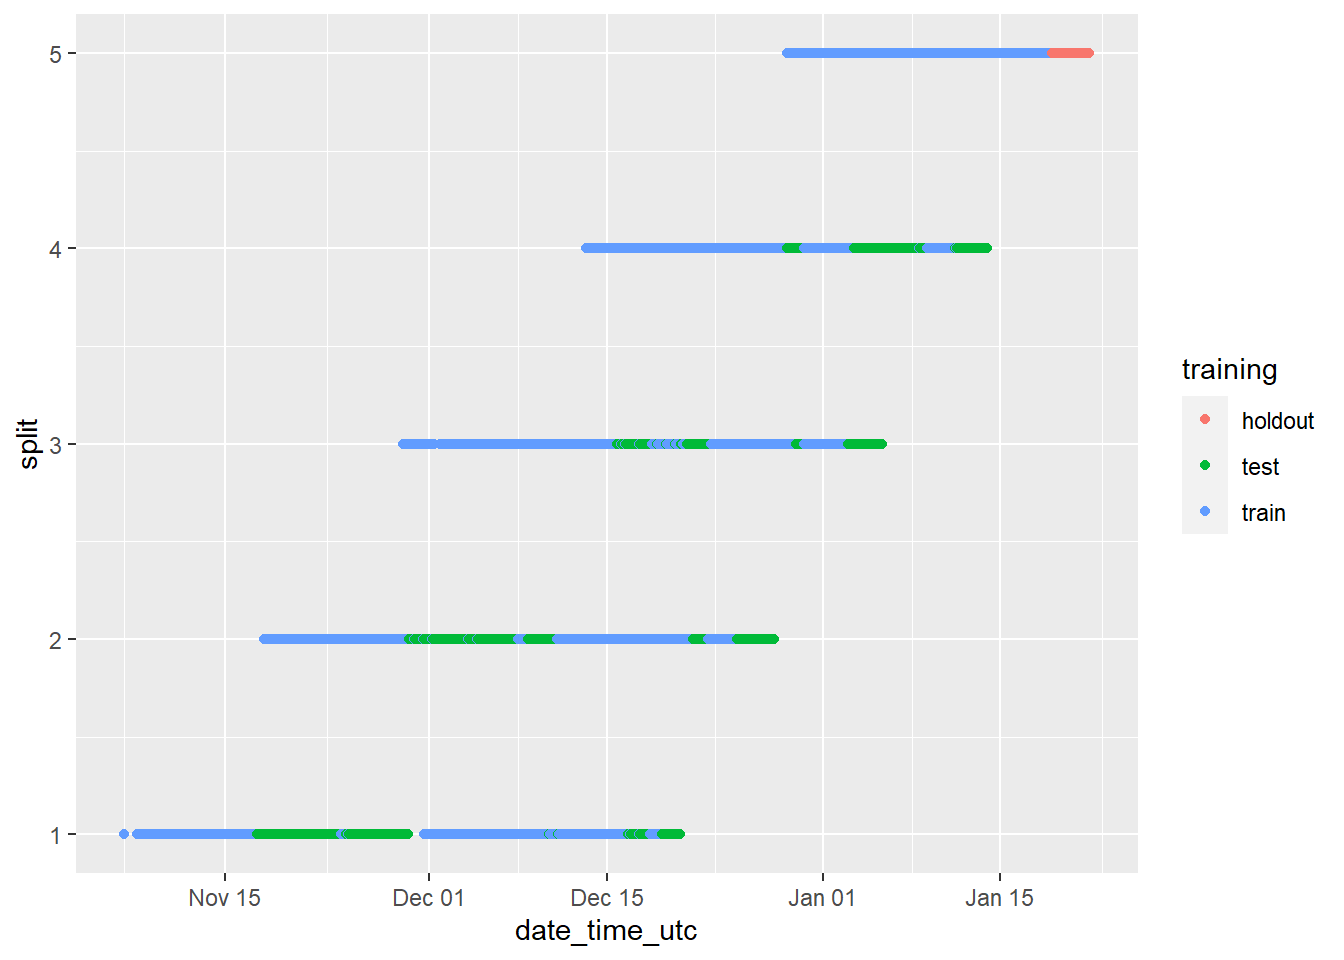 5
4
3
2
1
split
Nov 15
Dec 01
Dec 15
Jan 01
Jan 15
date_time_utc
training
holdout
test
train